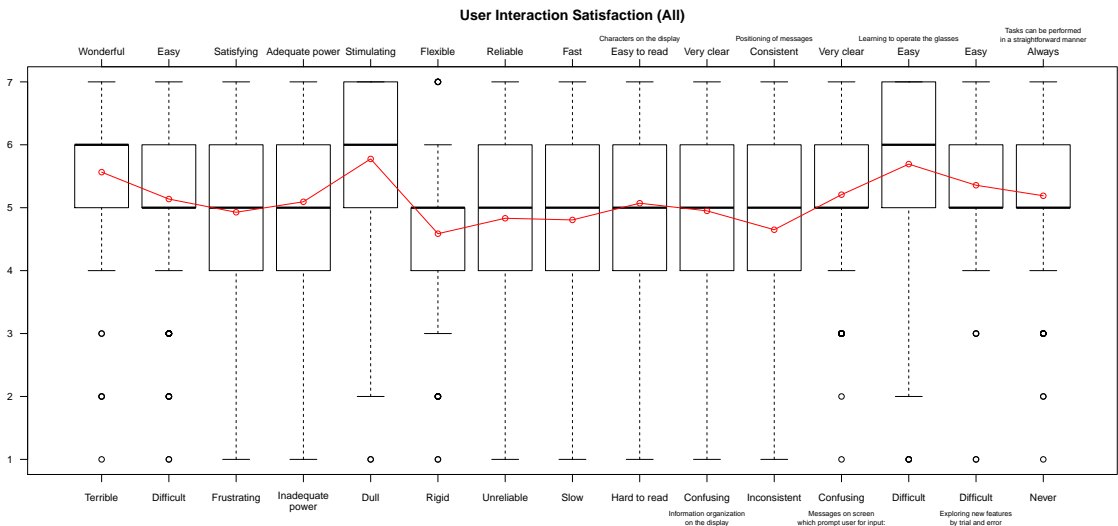 User Interaction Satisfaction (All)
Characters on the display
Positioning of messages
Learning to operate the glasses
Tasks can be performed
in a straightforward manner
Wonderful Easy Satisfying Adequate power Stimulating Flexible Reliable Fast Easy to read Very clear Consistent Very clear Easy Easy Always
7
6
5
4
3
2
1
Terrible Difficult Frustrating Inadequate power Dull Rigid Unreliable Slow Hard to read Confusing Inconsistent Confusing Difficult Difficult Never
Information organization
on the display
Messages on screen
which prompt user for input:
Exploring new features
by trial and error